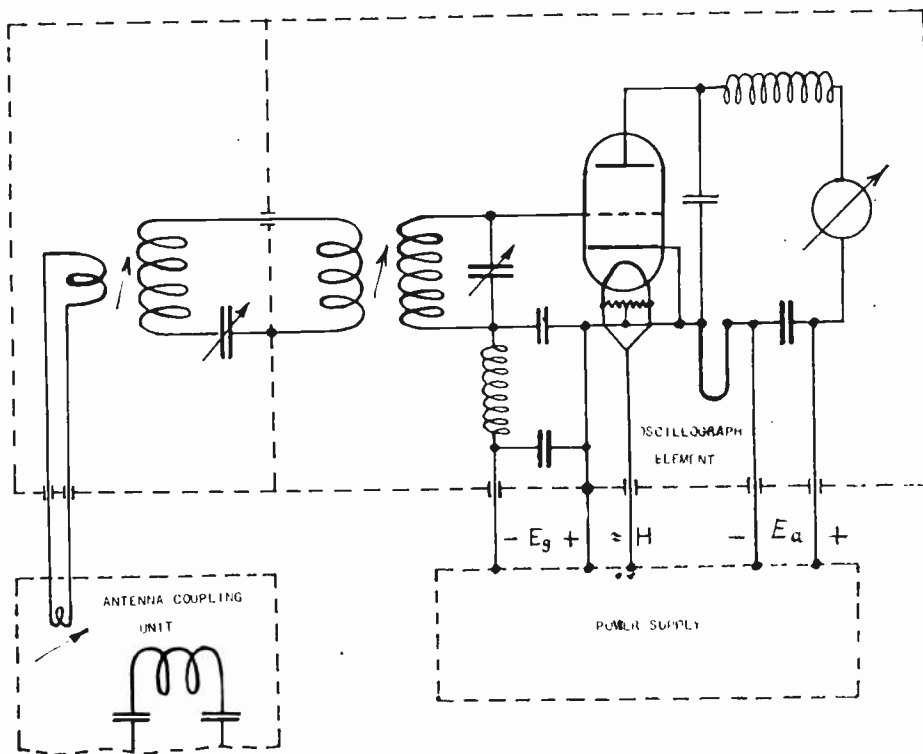 OSCILLOGRAPH
ELEMENT
- Eg + = H - Ea +
ANTENNA COUPLING
UNIT
POWER SUPPLY